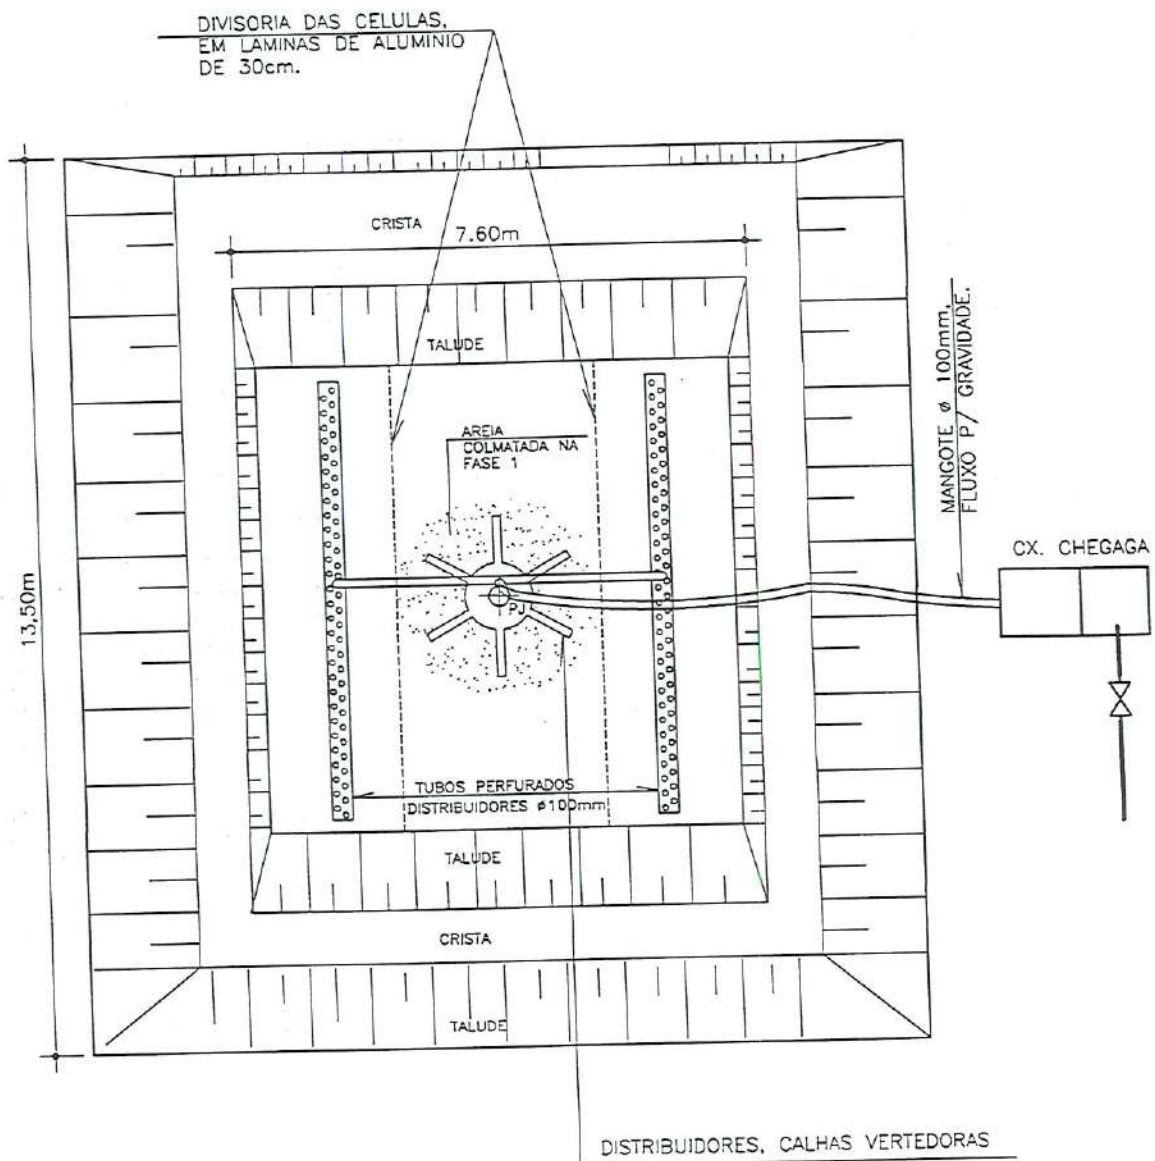 DIVISORIA DAS CELULAS,
EM LAMINAS DE ALUMINIO
DE 30cm.
CRISTA
7.60m
TALUDE
AREIA
COLMATADA NA
FASE 1
MANGOTE ø 100mm,
FLUXO P/ GRAVIDADE.
CX. CHEGAGA
13,50m
PJ
TUBOS PERFURADOS
DISTRIBUIDORES ø100mm
TALUDE
CRISTA
TALUDE
DISTRIBUIDORES, CALHAS VERTEDORAS